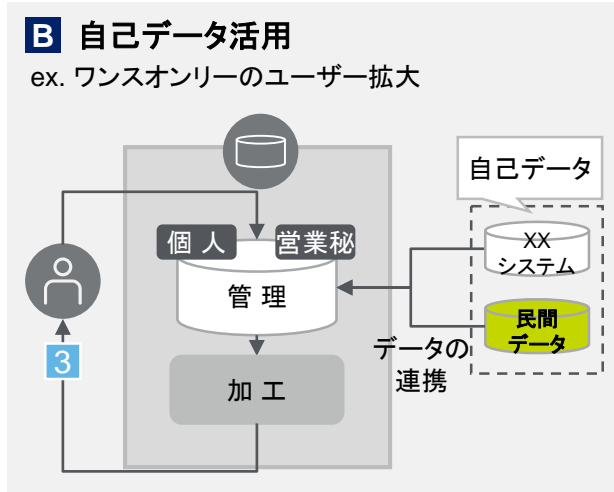 B 自己データ活用
ex. ワンスオンリーのユーザー拡大
自己データ
個 人
営業秘
XX
システム
管 理
民間
データ
データの
連携
3
加 工